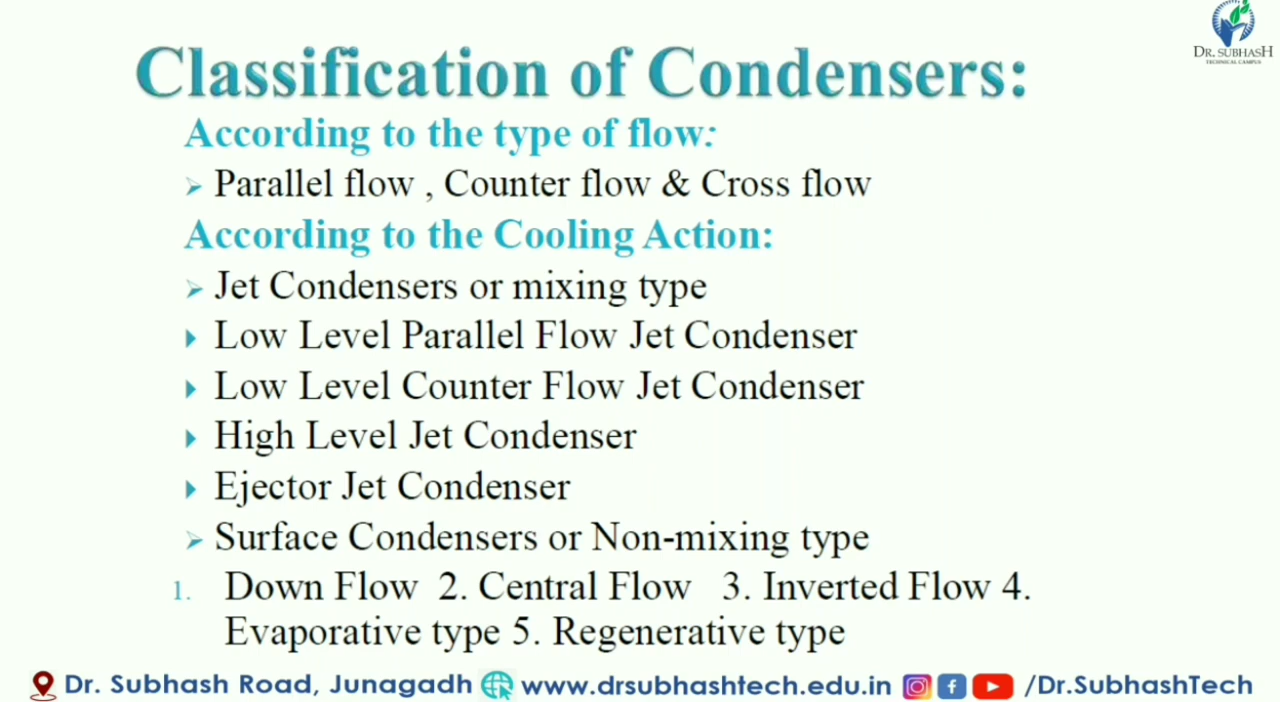 DR. SUBHASH
TECHNICAL CAMPUS
Classification of Condensers:
According to the type of flow:
➢ Parallel flow , Counter flow & Cross flow
According to the Cooling Action:
➢ Jet Condensers or mixing type
Low Level Parallel Flow Jet Condenser
Low Level Counter Flow Jet Condenser
High Level Jet Condenser
Ejector Jet Condenser
➢ Surface Condensers or Non-mixing type
1. Down Flow 2. Central Flow 3. Inverted Flow 4.
Evaporative type 5. Regenerative type
Dr. Subhash Road, Junagadh www.drsubhashtech.edu.in /Dr.SubhashTech